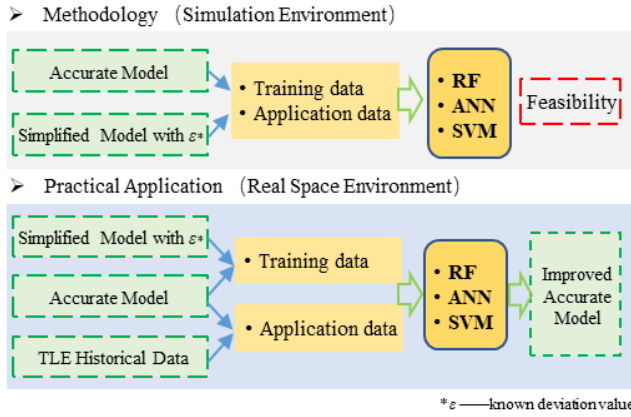 ➢ Methodology （Simulation Environment）
Accurate Model
Simplified Model with ε*
• Training data
• Application data
• RF
• ANN
• SVM
Feasibility
➢ Practical Application （Real Space Environment）
Simplified Model with ε*
Accurate Model
TLE Historical Data
• Training data
• Application data
• RF
• ANN
• SVM
Improved
Accurate
Model
*ε ——known deviation value